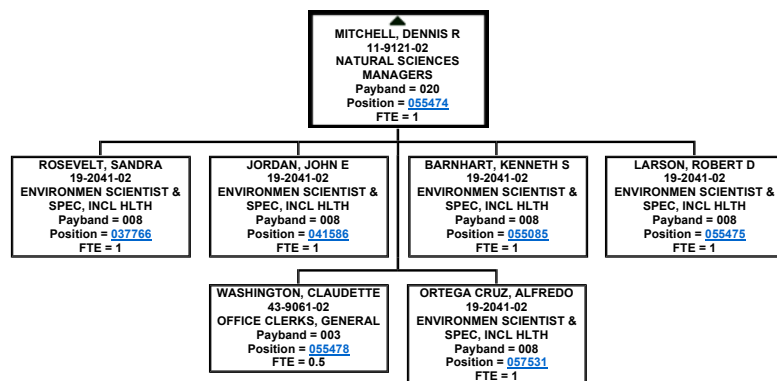 MITCHELL, DENNIS R
11-9121-02
NATURAL SCIENCES
MANAGERS
Payband = 020
Position = 055474
FTE = 1
ROSEVELT, SANDRA
19-2041-02
ENVIRONMEN SCIENTIST &
SPEC, INCL HLTH
Payband = 008
Position = 037766
FTE = 1
JORDAN, JOHN E
19-2041-02
ENVIRONMEN SCIENTIST &
SPEC, INCL HLTH
Payband = 008
Position = 041586
FTE = 1
BARNHART, KENNETH S
19-2041-02
ENVIRONMEN SCIENTIST &
SPEC, INCL HLTH
Payband = 008
Position = 055085
FTE = 1
LARSON, ROBERT D
19-2041-02
ENVIRONMEN SCIENTIST &
SPEC, INCL HLTH
Payband = 008
Position = 055475
FTE = 1
WASHINGTON, CLAUDETTE
43-9061-02
OFFICE CLERKS, GENERAL
Payband = 003
Position = 055478
FTE = 0.5
ORTEGA CRUZ, ALFREDO
19-2041-02
ENVIRONMEN SCIENTIST &
SPEC, INCL HLTH
Payband = 008
Position = 057531
FTE = 1